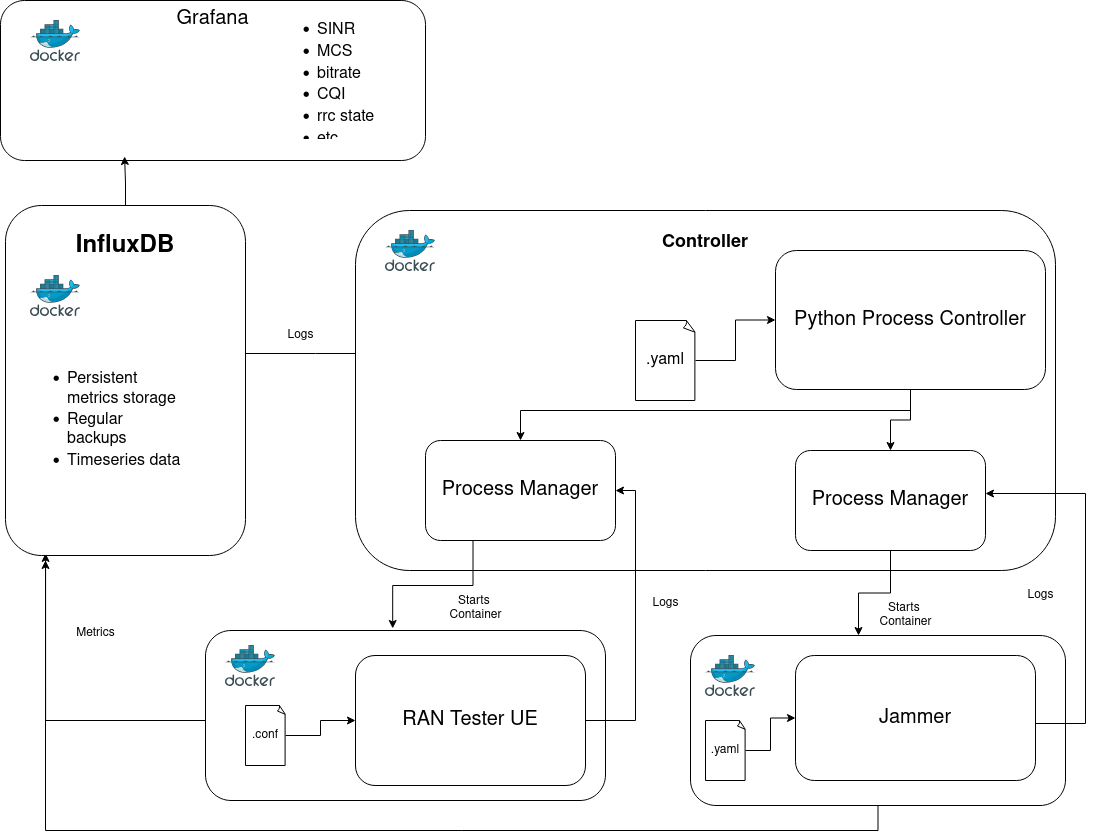 Grafana
docker
SINR
MCS
bitrate
CQI
rrc state
etc
InfluxDB
docker
Persistent
metrics storage
Regular
backups
Timeseries data
Logs
Controller
docker
Python Process Controller
.yaml
Process Manager
Process Manager
Starts
Container
Logs
Starts
Container
Logs
Metrics
docker
.conf
RAN Tester UE
docker
.yaml
Jammer